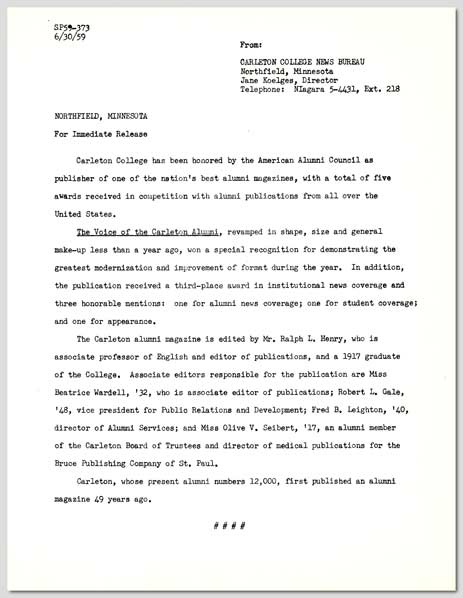 SP59-373
6/30/59
From:
CARLETON COLLEGE NEWS BUREAU
Northfield, Minnesota
Jane Koelges, Director
Telephone: NIagara 5-4431, Ext. 218
NORTHFIELD, MINNESOTA
For Immediate Release
Carleton College has been honored by the American Alumni Council as
publisher of one of the nation's best alumni magazines, with a total of five
awards received in competition with alumni publications from all over the
United States.
The Voice of the Carleton Alumni, revamped in shape, size and general
make-up less than a year ago, won a special recognition for demonstrating the
greatest modernization and improvement of format during the year. In addition,
the publication received a third-place award in institutional news coverage and
three honorable mentions: one for alumni news coverage; one for student coverage;
and one for appearance.
The Carleton alumni magazine is edited by Mr. Ralph L. Henry, who is
associate professor of English and editor of publications, and a 1917 graduate
of the College. Associate editors responsible for the publication are Miss
Beatrice Wardell, '32, who is associate editor of publications; Robert L. Gale,
'48, vice president for Public Relations and Development; Fred B. Leighton, '40,
director of Alumni Services; and Miss Olive V. Seibert, '17, an alumni member
of the Carleton Board of Trustees and director of medical publications for the
Bruce Publishing Company of St. Paul.
Carleton, whose present alumni numbers 12,000, first published an alumni
magazine 49 years ago.
# # # #